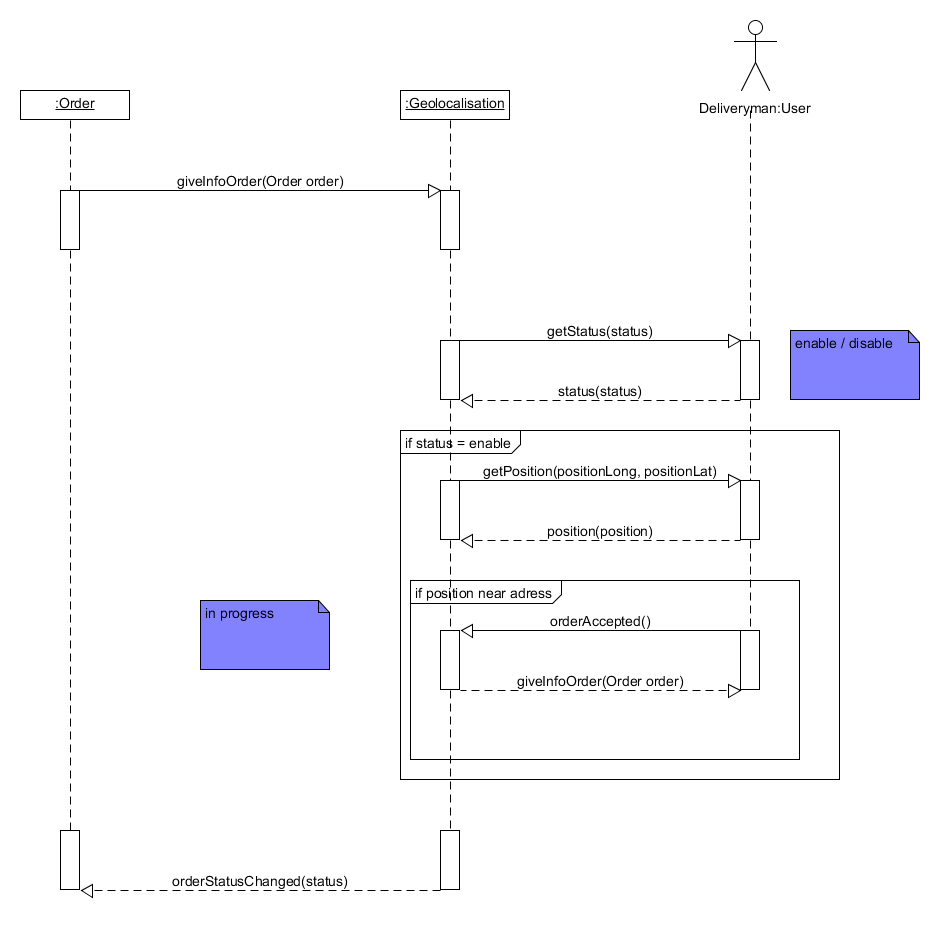 :Order
:Geolocalisation
Deliveryman:User
giveInfoOrder(Order order)
getStatus(status)
enable / disable
status(status)
if status = enable
getPosition(positionLong, positionLat)
position(position)
if position near adress
in progress
orderAccepted()
giveInfoOrder(Order order)
orderStatusChanged(status)